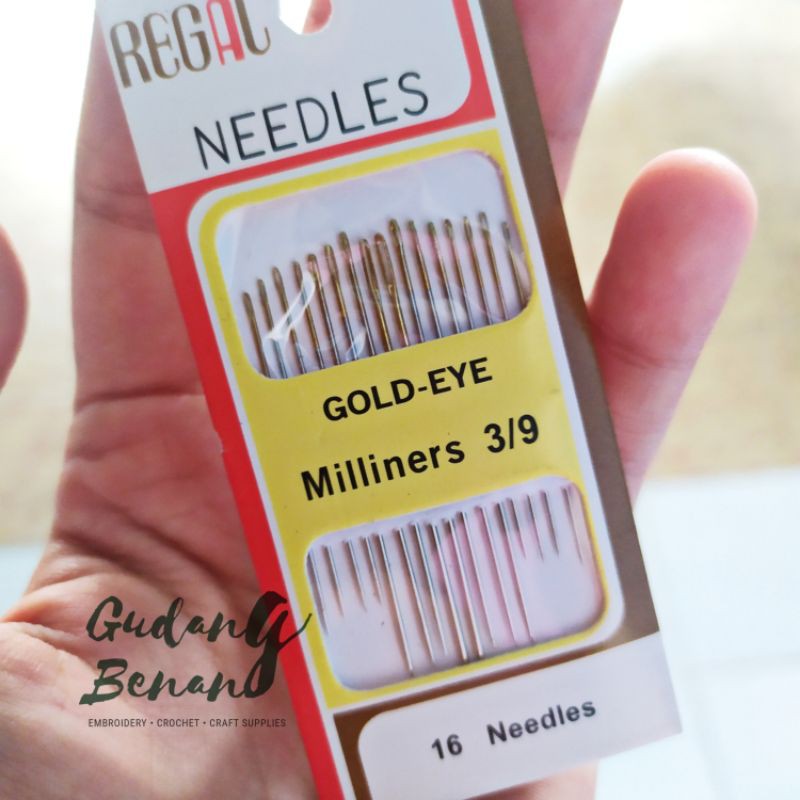 REGAL
NEEDLES
GOLD-EYE
Milliners 3/9
Gudang
Benang
EMBROIDERY • CROCHET • CRAFT SUPPLIES
16 Needles